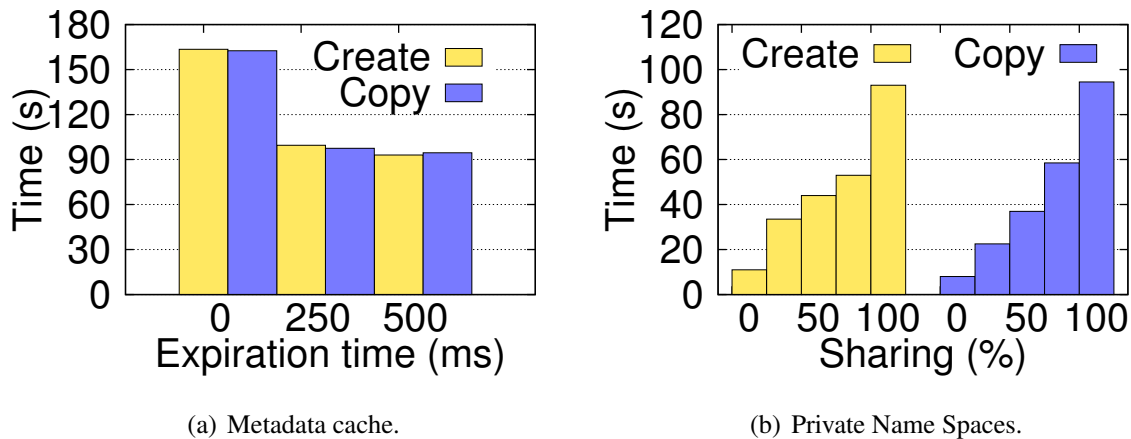 180
150
120
90
60
30
0
Time (s)
Create
Copy
0 250 500
Expiration time (ms)
(a) Metadada cache.
120
100
80
60
40
20
0
Time (s)
Create Copy
0 50 100 0 50 100
Sharing (%)
(b) Private Name Spaces.